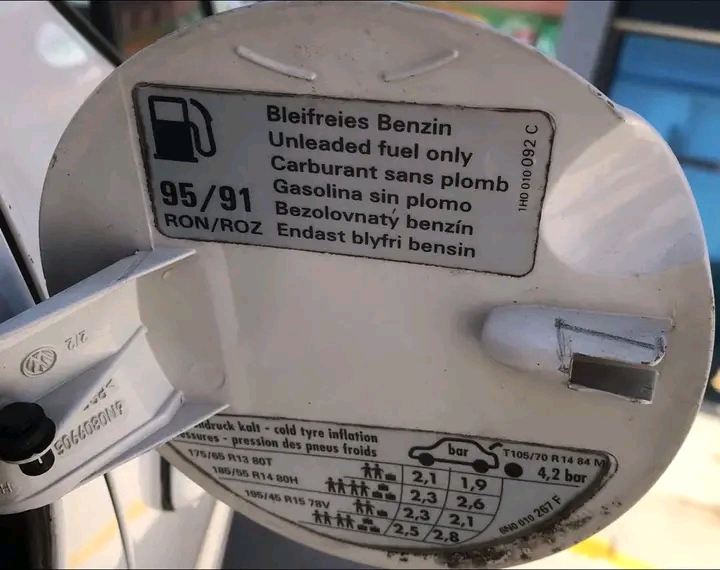 Bleifreies Benzin
Unleaded fuel only
Carburant sans plomb
Gasolina sin plomo
Bezolovnatý benzín
Endast blyfri bensin
95/91
RON/ROZ
1H0 010 092 C
2/2
druck kalt - cold tyre inflation
ssures - pression des pneus froids
bar
T105/70 R14 84 M
4,2 bar
175/65 R13 80T
185/55 R14 80H
195/45 R15 78V
2,1 1,9
2,3 2,6
2,3 2,1
2,5 2,8
6N0 010 267 F